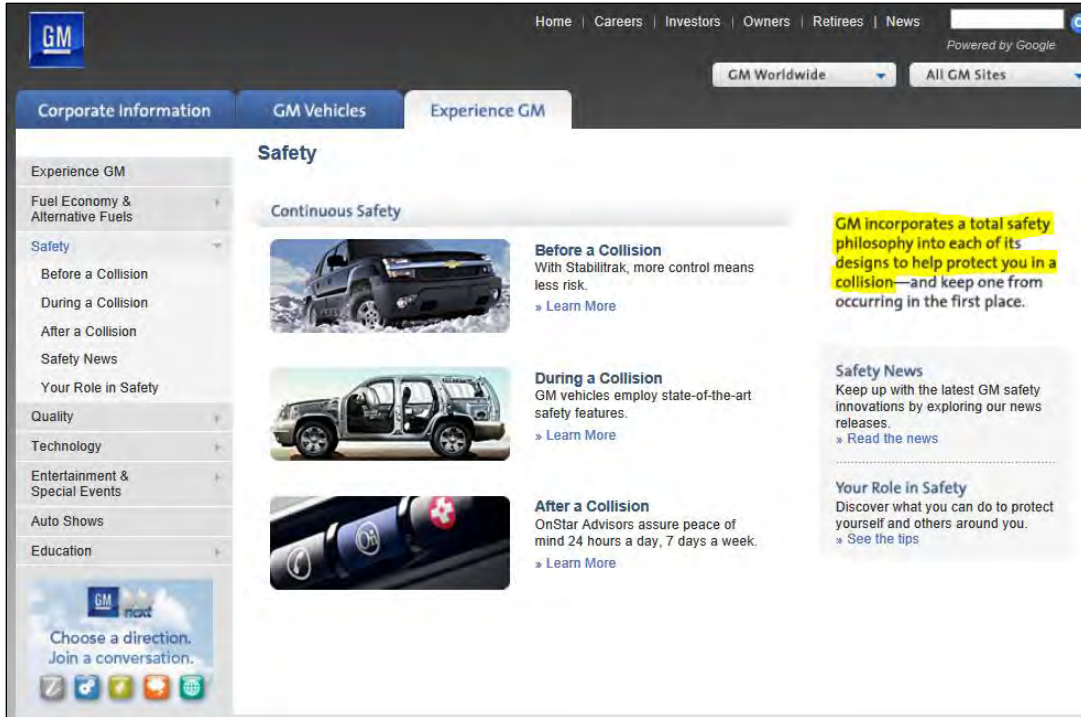 GM
Home | Careers | Investors | Owners | Retirees | News
Powered by Google
GM Worldwide
All GM Sites
Corporate Information
GM Vehicles
Experience GM
Experience GM
Fuel Economy &
Alternative Fuels
Safety
Before a Collision
During a Collision
After a Collision
Safety News
Your Role in Safety
Quality
Technology
Entertainment &
Special Events
Auto Shows
Education
GM
next
Choose a direction.
Join a conversation.
Safety
Continuous Safety
Before a Collision
With Stabilitrak, more control means
less risk.
» Learn More
During a Collision
GM vehicles employ state-of-the-art
safety features.
» Learn More
After a Collision
OnStar Advisors assure peace of
mind 24 hours a day, 7 days a week.
» Learn More
GM incorporates a total safety
philosophy into each of its
designs to help protect you in a
collision—and keep one from
occurring in the first place.
Safety News
Keep up with the latest GM safety
innovations by exploring our news
releases.
» Read the news
Your Role in Safety
Discover what you can do to protect
yourself and others around you.
» See the tips